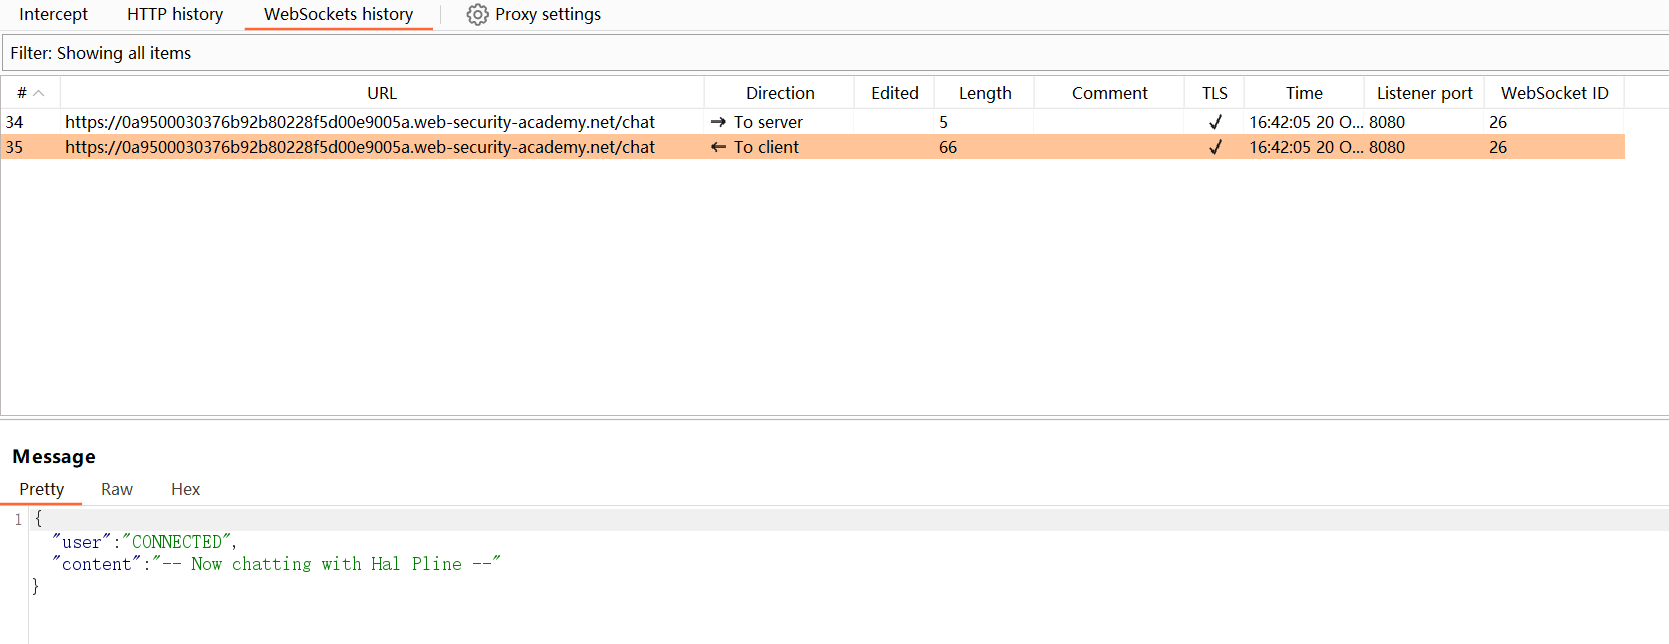 Intercept HTTP history WebSockets history Proxy settings
Filter: Showing all items
# URL Direction Edited Length Comment TLS Time Listener port WebSocket ID
34 https://0a9500030376b92b80228f5d00e9005a.web-security-academy.net/chat → To server 5 ✓ 16:42:05 20 O... 8080 26
35 https://0a9500030376b92b80228f5d00e9005a.web-security-academy.net/chat ← To client 66 ✓ 16:42:05 20 O... 8080 26
Message
Pretty Raw Hex
1 {
"user":"CONNECTED",
"content":"-- Now chatting with Hal Pline --"
}